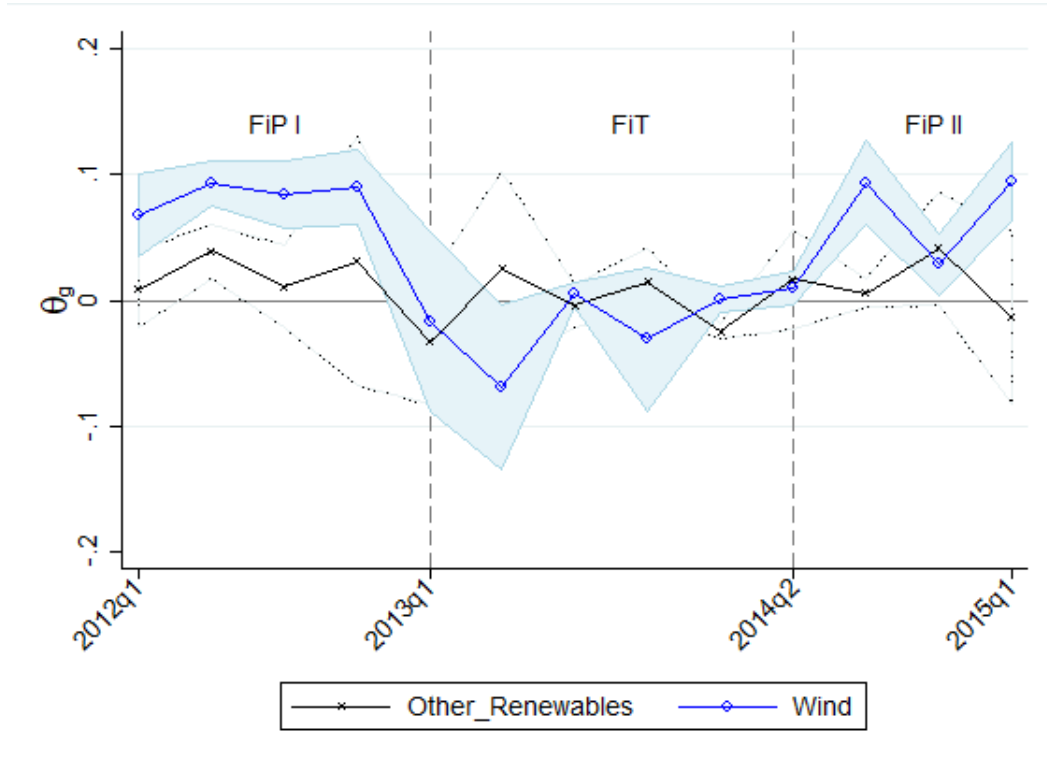 .2
FiP I
FiT
FiP II
.1
θg
0
-.1
-.2
2012q1
2013q1
2014q2
2015q1
Other_Renewables
Wind